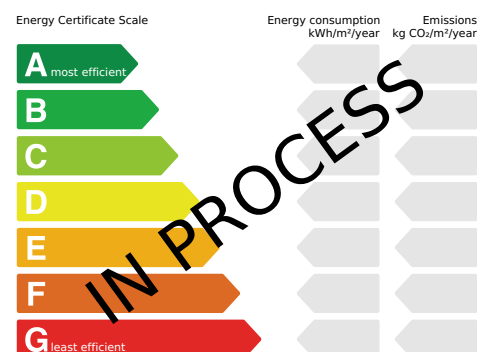 Energy Certificate Scale
Energy consumption
kWh/m²/year
Emissions
kg CO₂/m²/year
A most efficient
B
C
D
E
F
G least efficient
IN PROCESS